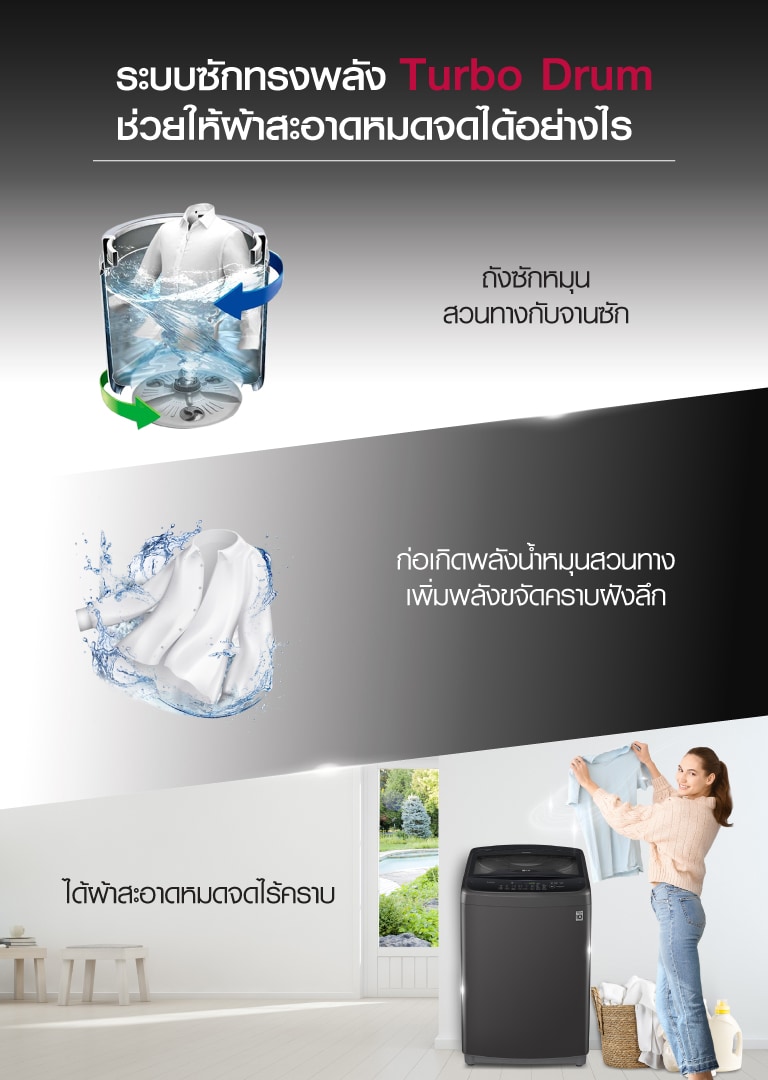 ระบบซักทรงพลัง Turbo Drum
ช่วยให้ผ้าสะอาดหมดจดได้อย่างไร
ถังซักหมุน
สวนทางกับจานซัก
ก่อเกิดพลังน้ำหมุนสวนทาง
เพิ่มพลังขจัดคราบฝังลึก
ได้ผ้าสะอาดหมดจดไร้คราบ